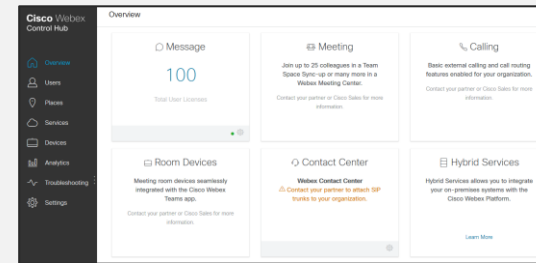 Cisco Webex
Control Hub
Overview
Users
Places
Services
Devices
Analytics
Troubleshooting
Settings
Overview
Message
100
Total User Licenses
Meeting
Join up to 25 colleagues in a Team
Space Sync-up or many more in a
Webex Meeting Center.
Contact your partner or Cisco Sales for more
information.
Calling
Basic external calling and call routing
features enabled for your organization.
Contact your partner or Cisco Sales for more
information.
Room Devices
Meeting room devices seamlessly
integrated with the Cisco Webex
Teams app.
Contact your partner or Cisco Sales for more
information.
Contact Center
Webex Contact Center
Contact your partner to attach SIP
trunks to your organization.
Hybrid Services
Hybrid Services allows you to integrate
your on-premises systems with the
Cisco Webex Platform.
Learn More